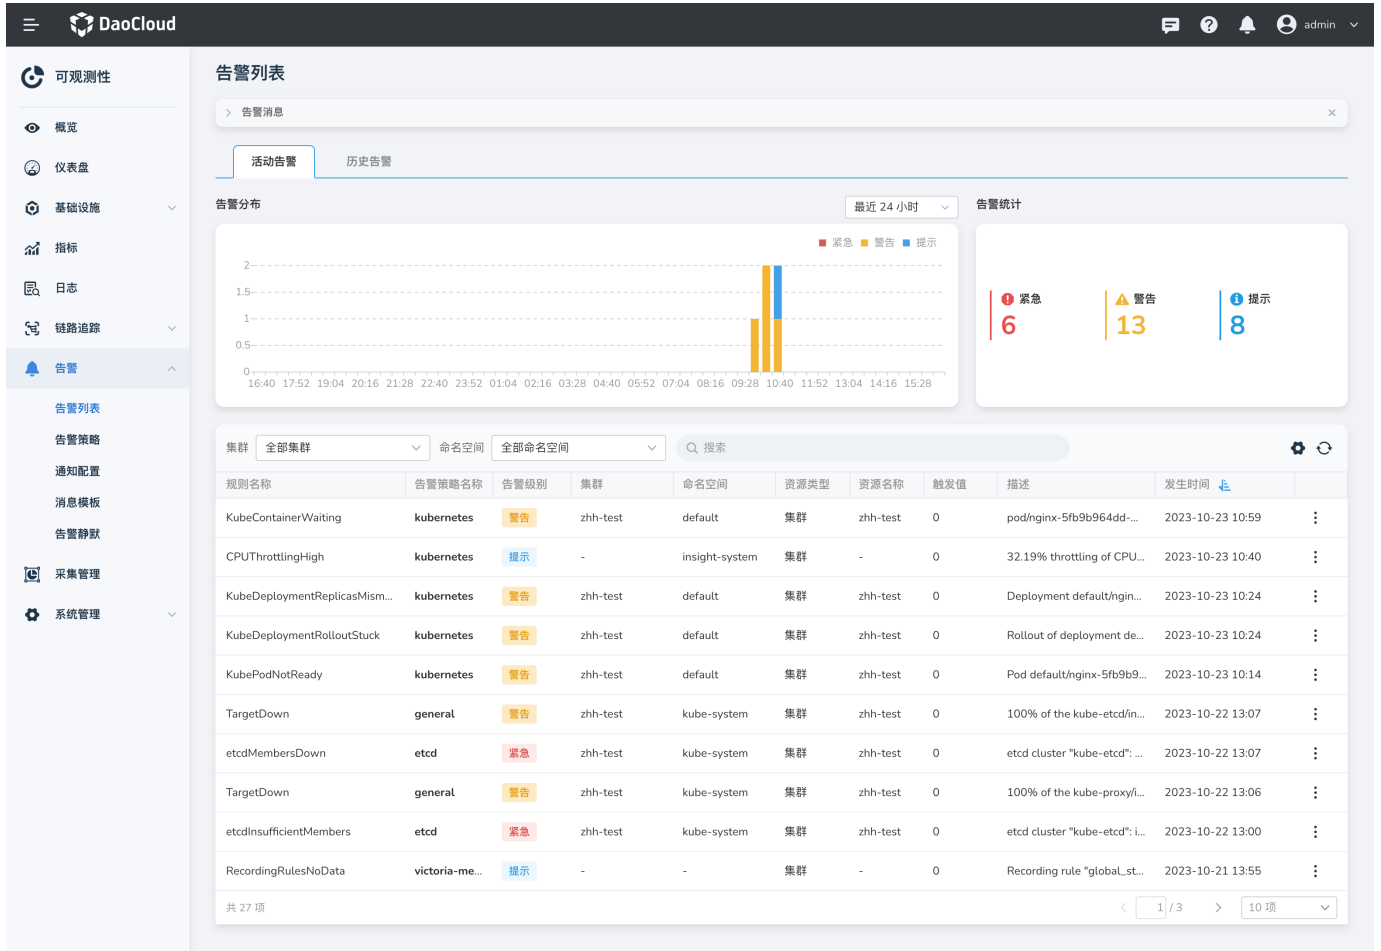 DaoCloud
admin
可观测性
概览
仪表盘
基础设施
指标
日志
链路追踪
告警
告警列表
告警策略
通知配置
消息模板
告警静默
采集管理
系统管理
告警列表
告警消息
活动告警 历史告警
告警分布 最近 24 小时
紧急 警告 提示
2
1.5
1
0.5
0
16:40 17:52 19:04 20:16 21:28 22:40 23:52 01:04 02:16 03:28 04:40 05:52 07:04 08:16 09:28 10:40 11:52 13:04 14:16 15:28
告警统计
紧急 警告 提示
6 13 8
集群 全部集群 命名空间 全部命名空间 搜索
规则名称 告警策略名称 告警级别 集群 命名空间 资源类型 资源名称 触发值 描述 发生时间
KubeContainerWaiting kubernetes 警告 zhh-test default 集群 zhh-test 0 pod/nginx-5fb9b964dd-... 2023-10-23 10:59
CPUThrottlingHigh kubernetes 提示 - insight-system 集群 - 0 32.19% throttling of CPU... 2023-10-23 10:40
KubeDeploymentReplicasMism... kubernetes 警告 zhh-test default 集群 zhh-test 0 Deployment default/ngin... 2023-10-23 10:24
KubeDeploymentRolloutStuck kubernetes 警告 zhh-test default 集群 zhh-test 0 Rollout of deployment de... 2023-10-23 10:24
KubePodNotReady kubernetes 警告 zhh-test default 集群 zhh-test 0 Pod default/nginx-5fb9b9... 2023-10-23 10:14
TargetDown general 警告 zhh-test kube-system 集群 zhh-test 0 100% of the kube-etcd/in... 2023-10-22 13:07
etcdMembersDown etcd 紧急 zhh-test kube-system 集群 zhh-test 0 etcd cluster "kube-etcd": ... 2023-10-22 13:07
TargetDown general 警告 zhh-test kube-system 集群 zhh-test 0 100% of the kube-proxy/i... 2023-10-22 13:06
etcdInsufficientMembers etcd 紧急 zhh-test kube-system 集群 zhh-test 0 etcd cluster "kube-etcd": i... 2023-10-22 13:00
RecordingRulesNoData victoria-me... 提示 - - 集群 - 0 Recording rule "global_st... 2023-10-21 13:55
共 27 项 1 / 3 10 项